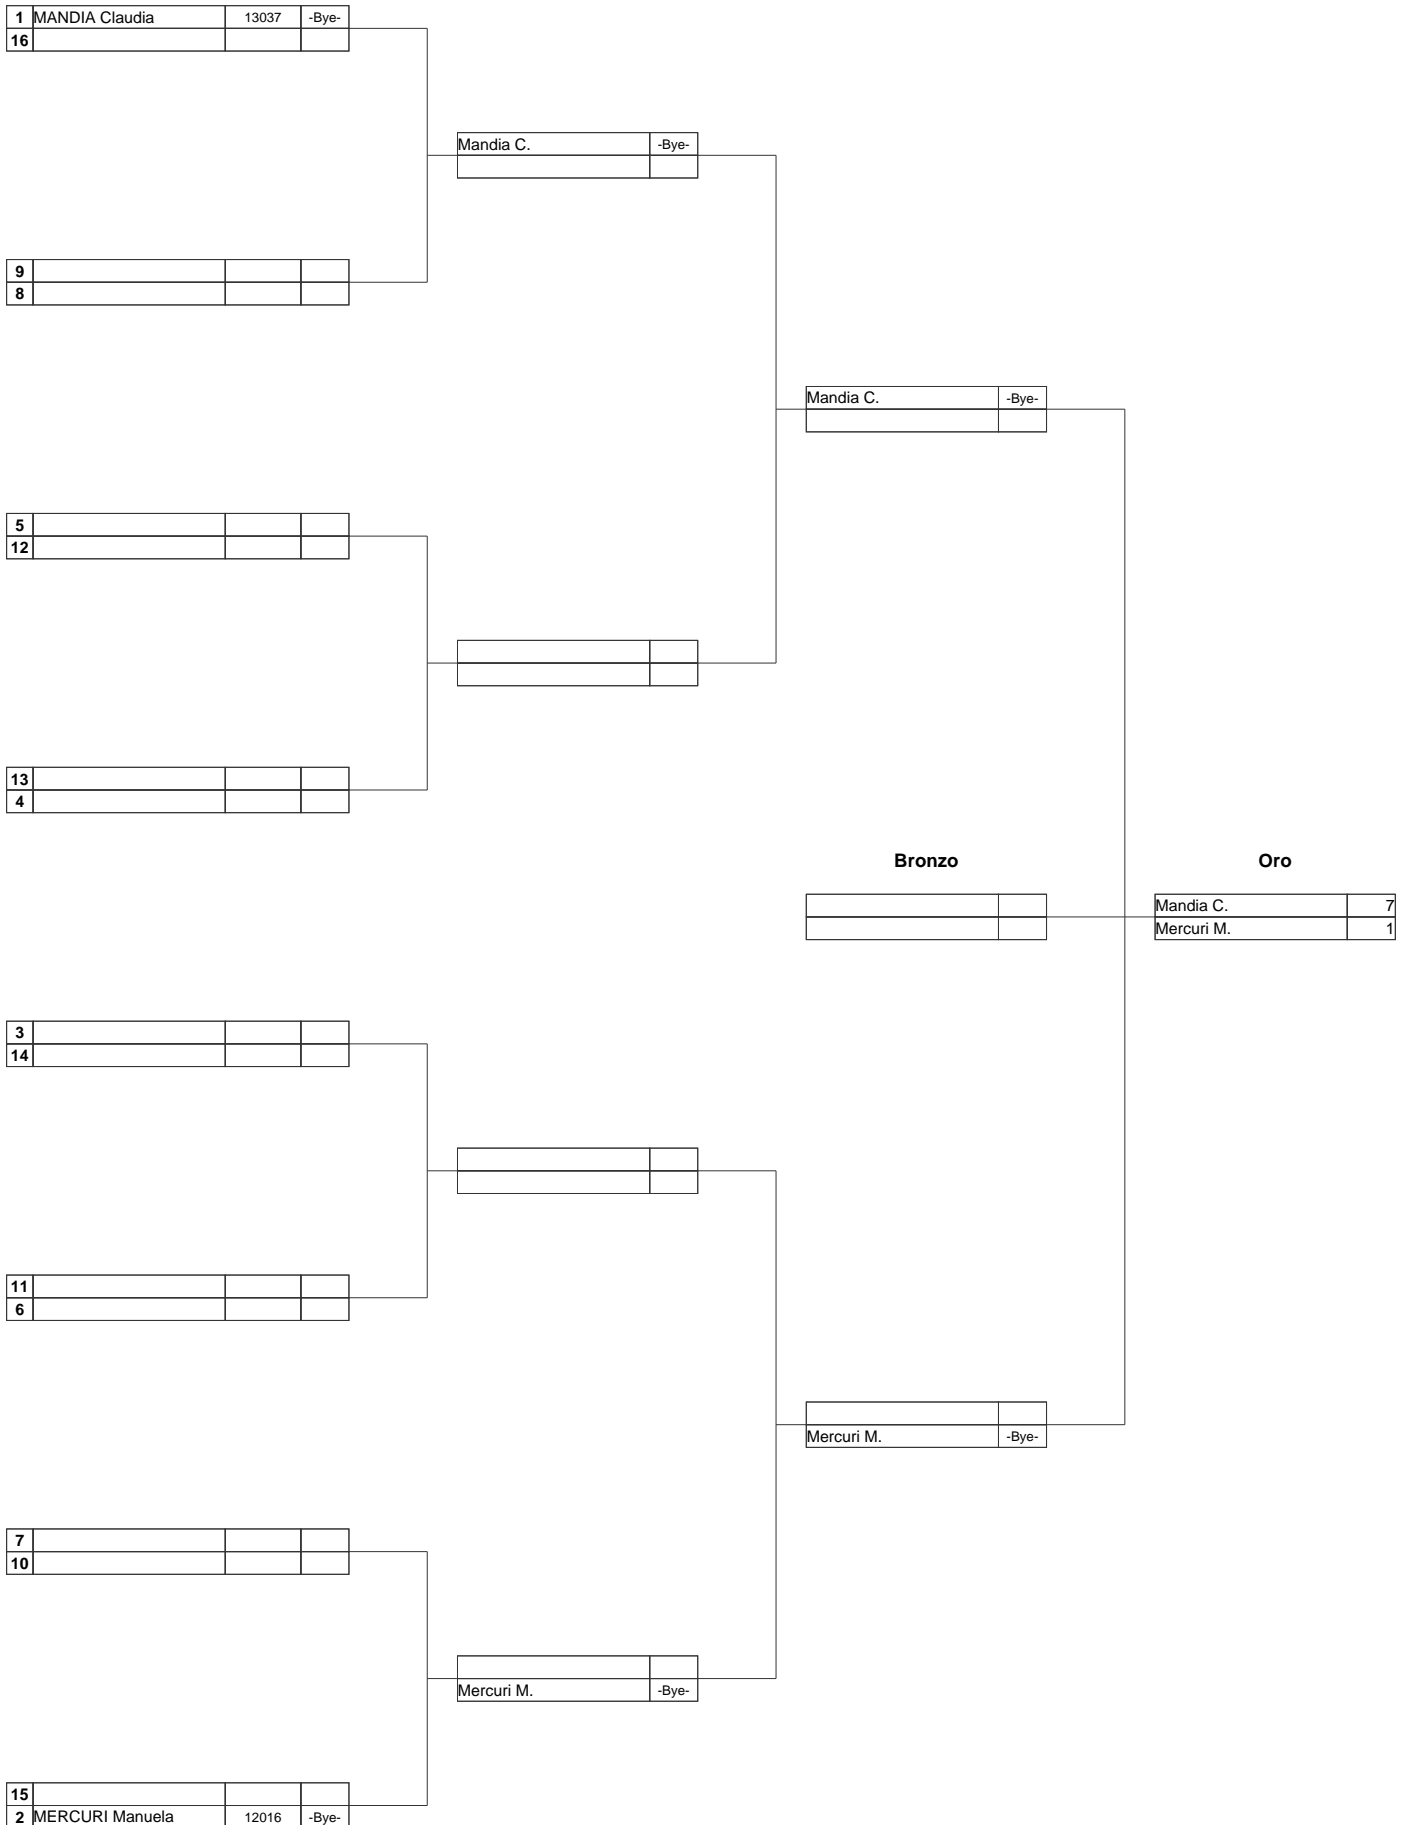 1 MANDIA Claudia 13037 -Bye-
16
Mandia C. -Bye-
9
8
Mandia C. -Bye-
5
12
13
4
Bronzo Oro
Mandia C. 7
Mercuri M. 1
3
14
11
6
Mercuri M. -Bye-
7
10
Mercuri M. -Bye-
15
2 MERCURI Manuela 12016 -Bye-